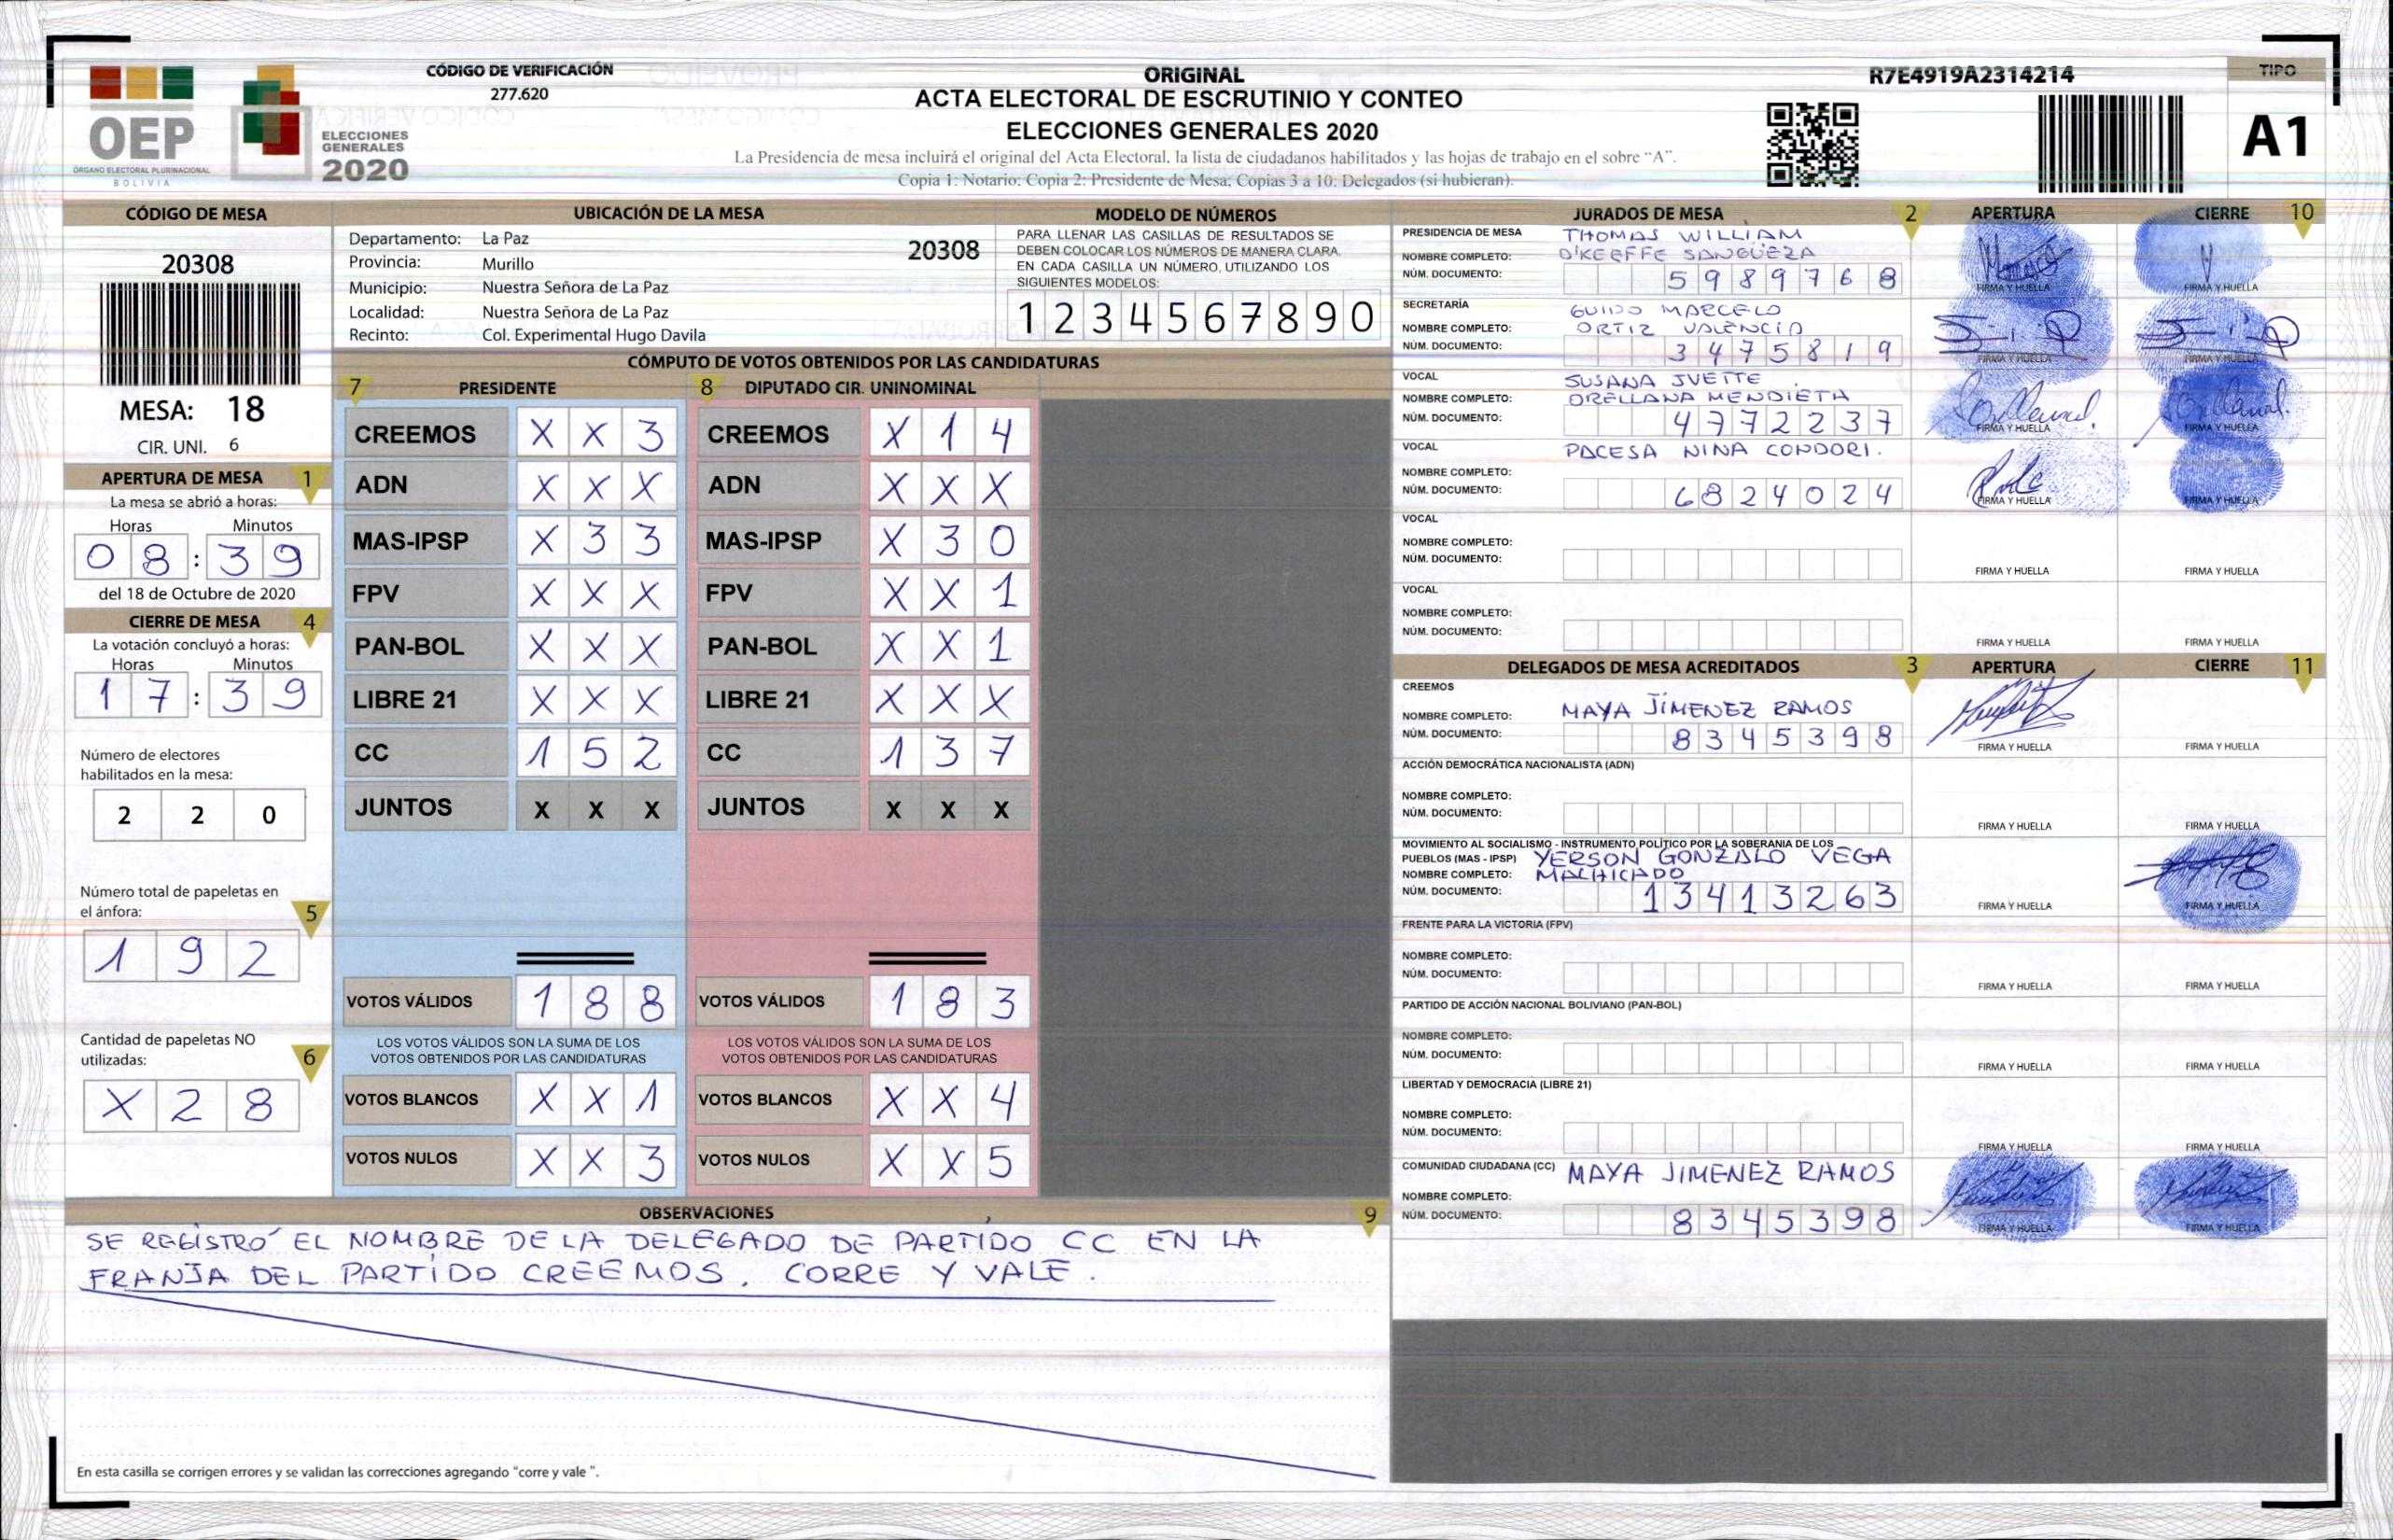 CÓDIGO DE VERIFICACIÓN
277.620
OEP
ÓRGANO ELECTORAL PLURINACIONAL
BOLIVIA
ELECCIONES
GENERALES
2020
ORIGINAL
ACTA ELECTORAL DE ESCRUTINIO Y CONTEO
ELECCIONES GENERALES 2020
La Presidencia de mesa incluirá el original del Acta Electoral, la lista de ciudadanos habilitados y las hojas de trabajo en el sobre "A".
Copia 1: Notario; Copia 2: Presidente de Mesa; Copias 3 a 10: Delegados (si hubieran).
R7E4919A2314214
TIPO
A1
CÓDIGO DE MESA
20308
MESA: 18
CIR. UNI. 6
APERTURA DE MESA 1
La mesa se abrió a horas:
Horas Minutos
08:39
del 18 de Octubre de 2020
CIERRE DE MESA 4
La votación concluyó a horas:
Horas Minutos
17:39
Número de electores
habilitados en la mesa:
2 2 0
Número total de papeletas en
el ánfora: 5
1 9 2
Cantidad de papeletas NO
utilizadas: 6
X 2 8
UBICACIÓN DE LA MESA
Departamento: La Paz 20308
Provincia: Murillo
Municipio: Nuestra Señora de La Paz
Localidad: Nuestra Señora de La Paz
Recinto: Col. Experimental Hugo Davila
MODELO DE NÚMEROS
PARA LLENAR LAS CASILLAS DE RESULTADOS SE
DEBEN COLOCAR LOS NÚMEROS DE MANERA CLARA.
EN CADA CASILLA UN NÚMERO, UTILIZANDO LOS
SIGUIENTES MODELOS:
1 2 3 4 5 6 7 8 9 0
CÓMPUTO DE VOTOS OBTENIDOS POR LAS CANDIDATURAS
7 PRESIDENTE 8 DIPUTADO CIR. UNINOMINAL
CREEMOS X X 3 CREEMOS X 1 4
ADN X X X ADN X X X
MAS-IPSP X 3 3 MAS-IPSP X 3 0
FPV X X X FPV X X 1
PAN-BOL X X X PAN-BOL X X 1
LIBRE 21 X X X LIBRE 21 X X X
CC 1 5 2 CC 1 3 7
JUNTOS X X X JUNTOS X X X
VOTOS VÁLIDOS 1 8 8 VOTOS VÁLIDOS 1 8 3
LOS VOTOS VÁLIDOS SON LA SUMA DE LOS LOS VOTOS VÁLIDOS SON LA SUMA DE LOS
VOTOS OBTENIDOS POR LAS CANDIDATURAS VOTOS OBTENIDOS POR LAS CANDIDATURAS
VOTOS BLANCOS X X 1 VOTOS BLANCOS X X 4
VOTOS NULOS X X 3 VOTOS NULOS X X 5
OBSERVACIONES 9
SE REGISTRÓ EL NOMBRE DE LA DELEGADO DE PARTIDO CC EN LA
FRANJA DEL PARTIDO CREEMOS. CORRE Y VALE.
En esta casilla se corrigen errores y se validan las correcciones agregando "corre y vale ".
JURADOS DE MESA 2 APERTURA CIERRE 10
PRESIDENCIA DE MESA THOMAS WILLIAM
NOMBRE COMPLETO: O'KEEFFE SANGÜEZA
NÚM. DOCUMENTO: 5989768 FIRMA Y HUELLA FIRMA Y HUELLA
SECRETARÍA GUIDO MARCELO
NOMBRE COMPLETO: ORTIZ VALENCIA
NÚM. DOCUMENTO: 3475819 FIRMA Y HUELLA FIRMA Y HUELLA
VOCAL SUSANA IVETTE
NOMBRE COMPLETO: ORELLANA MENDIETA
NÚM. DOCUMENTO: 4772237 FIRMA Y HUELLA FIRMA Y HUELLA
VOCAL PACESA NINA CONDORI.
NOMBRE COMPLETO:
NÚM. DOCUMENTO: 6824024 FIRMA Y HUELLA FIRMA Y HUELLA
VOCAL
NOMBRE COMPLETO:
NÚM. DOCUMENTO: FIRMA Y HUELLA FIRMA Y HUELLA
VOCAL
NOMBRE COMPLETO:
NÚM. DOCUMENTO: FIRMA Y HUELLA FIRMA Y HUELLA
DELEGADOS DE MESA ACREDITADOS 3 APERTURA CIERRE 11
CREEMOS
NOMBRE COMPLETO: MAYA JIMENEZ RAMOS
NÚM. DOCUMENTO: 8345398 FIRMA Y HUELLA FIRMA Y HUELLA
ACCIÓN DEMOCRÁTICA NACIONALISTA (ADN)
NOMBRE COMPLETO:
NÚM. DOCUMENTO: FIRMA Y HUELLA FIRMA Y HUELLA
MOVIMIENTO AL SOCIALISMO - INSTRUMENTO POLÍTICO POR LA SOBERANIA DE LOS
PUEBLOS (MAS - IPSP) YERSON GONZALO VEGA
NOMBRE COMPLETO: MALHICADO
NÚM. DOCUMENTO: 13413263 FIRMA Y HUELLA FIRMA Y HUELLA
FRENTE PARA LA VICTORIA (FPV)
NOMBRE COMPLETO:
NÚM. DOCUMENTO: FIRMA Y HUELLA FIRMA Y HUELLA
PARTIDO DE ACCIÓN NACIONAL BOLIVIANO (PAN-BOL)
NOMBRE COMPLETO:
NÚM. DOCUMENTO: FIRMA Y HUELLA FIRMA Y HUELLA
LIBERTAD Y DEMOCRACIA (LIBRE 21)
NOMBRE COMPLETO:
NÚM. DOCUMENTO: FIRMA Y HUELLA FIRMA Y HUELLA
COMUNIDAD CIUDADANA (CC) MAYA JIMENEZ RAMOS
NOMBRE COMPLETO:
NÚM. DOCUMENTO: 8345398 FIRMA Y HUELLA FIRMA Y HUELLA